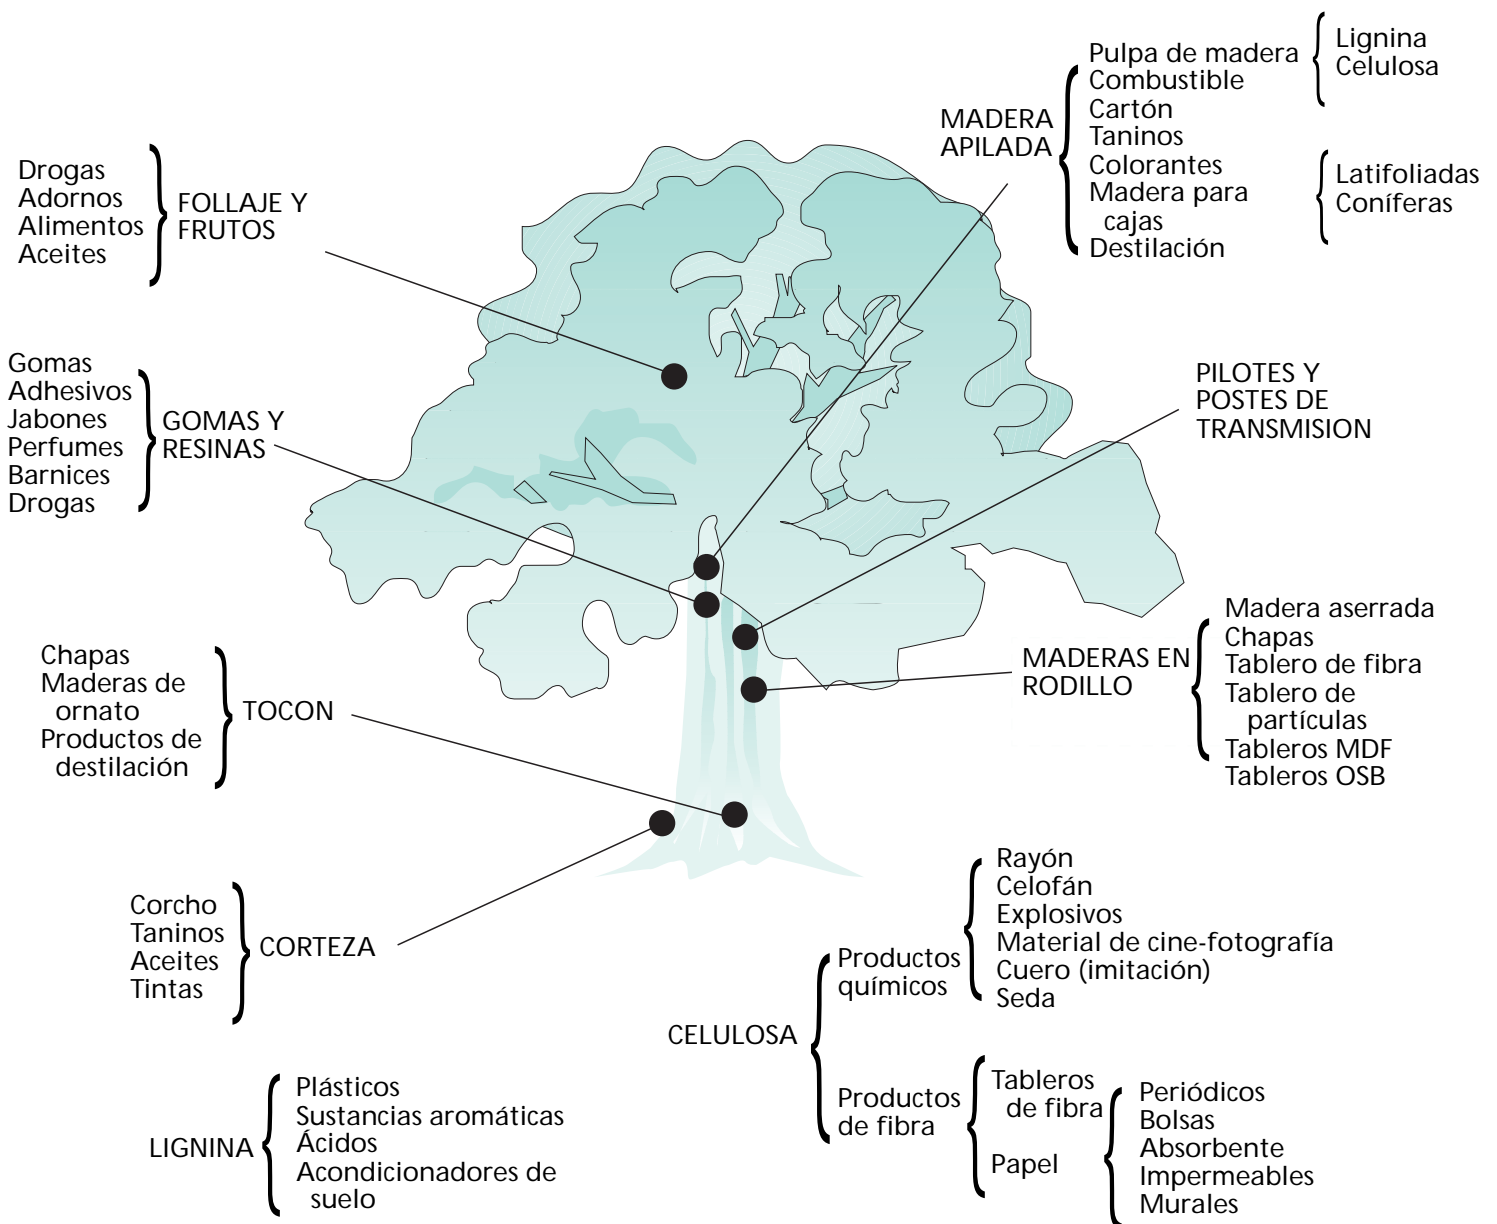 Pulpa de madera
Combustible
Cartón
Taninos
Colorantes
Madera para
cajas
Destilación
Lignina
Celulosa
Latifoliadas
Coníferas
MADERA
APILADA
Drogas
Adornos
Alimentos
Aceites
FOLLAJE Y
FRUTOS
Gomas
Adhesivos
Jabones
Perfumes
Barnices
Drogas
GOMAS Y
RESINAS
PILOTES Y
POSTES DE
TRANSMISION
Chapas
Maderas de
ornato
Productos de
destilación
TOCON
MADERAS EN
RODILLO
Madera aserrada
Chapas
Tablero de fibra
Tablero de
partículas
Tableros MDF
Tableros OSB
Corcho
Taninos
Aceites
Tintas
CORTEZA
CELULOSA
Productos
químicos
Rayón
Celofán
Explosivos
Material de cine-fotografía
Cuero (imitación)
Seda
Productos
de fibra
Tableros
de fibra
Papel
Periódicos
Bolsas
Absorbente
Impermeables
Murales
LIGNINA
Plásticos
Sustancias aromáticas
Ácidos
Acondicionadores de
suelo